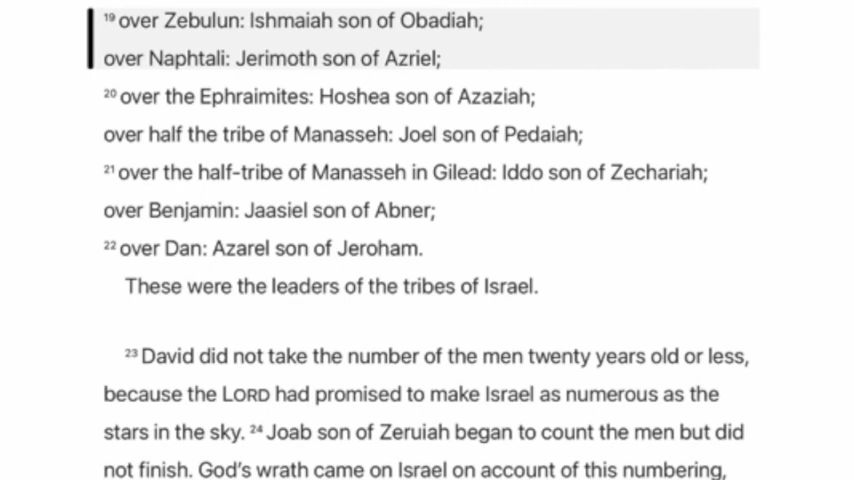 19 over Zebulun: Ishmaiah son of Obadiah;
over Naphtali: Jerimoth son of Azriel;
20 over the Ephraimites: Hoshea son of Azaziah;
over half the tribe of Manasseh: Joel son of Pedaiah;
21 over the half-tribe of Manasseh in Gilead: Iddo son of Zechariah;
over Benjamin: Jaasiel son of Abner;
22 over Dan: Azarel son of Jeroham.
These were the leaders of the tribes of Israel.
23 David did not take the number of the men twenty years old or less,
because the LORD had promised to make Israel as numerous as the
stars in the sky. 24 Joab son of Zeruiah began to count the men but did
not finish. God's wrath came on Israel on account of this numbering,